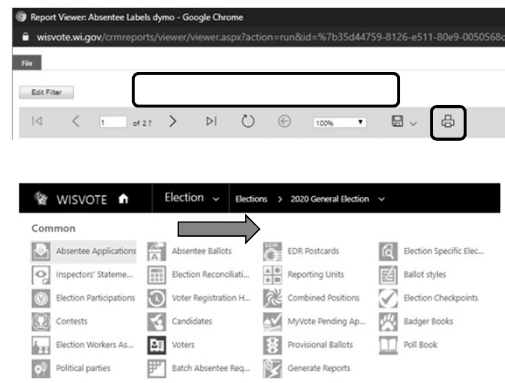 Report Viewer: Absentee Labels dymo - Google Chrome
wisvote.wi.gov/crmreports/viewer/viewer.aspx?action=run&id=%7b35d44759-8126-e511-80e9-0050568c
File
Edit Filter
1 of 2 ? 100%
WISVOTE Election Elections > 2020 General Election
Common
Absentee Applications Absentee Ballots EDR Postcards Election Specific Elec...
Inspectors' Stateme... Election Reconciliati... Reporting Units Ballot styles
Election Participations Voter Registration H... Combined Positions Election Checkpoints
Contests Candidates MyVote Pending Ap... Badger Books
Election Workers As... Voters Provisional Ballots Poll Book
Political parties Batch Absentee Req... Generate Reports